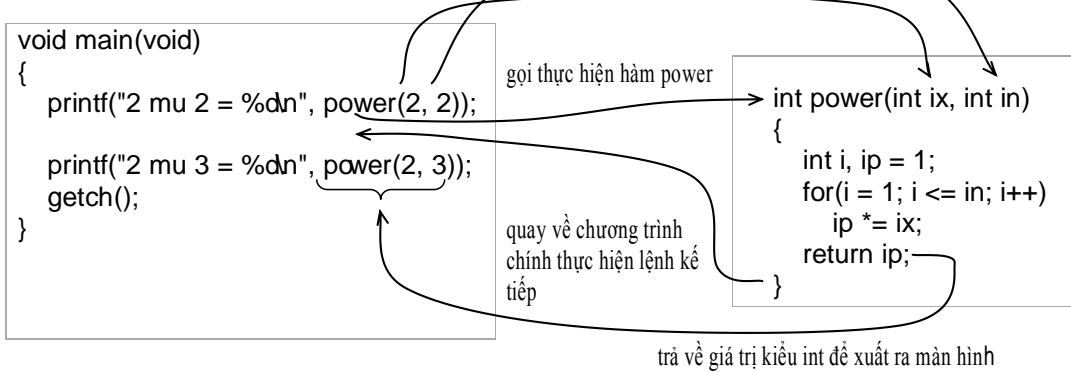 void main(void)
{
printf("2 mu 2 = %d\n", power(2, 2));
printf("2 mu 3 = %d\n", power(2, 3));
getch();
}
gọi thực hiện hàm power
quay về chương trình
chính thực hiện lệnh kế
tiếp
int power(int ix, int in)
{
int i, ip = 1;
for(i = 1; i <= in; i++)
ip *= ix;
return ip;
}
trả về giá trị kiểu int để xuất ra màn hình